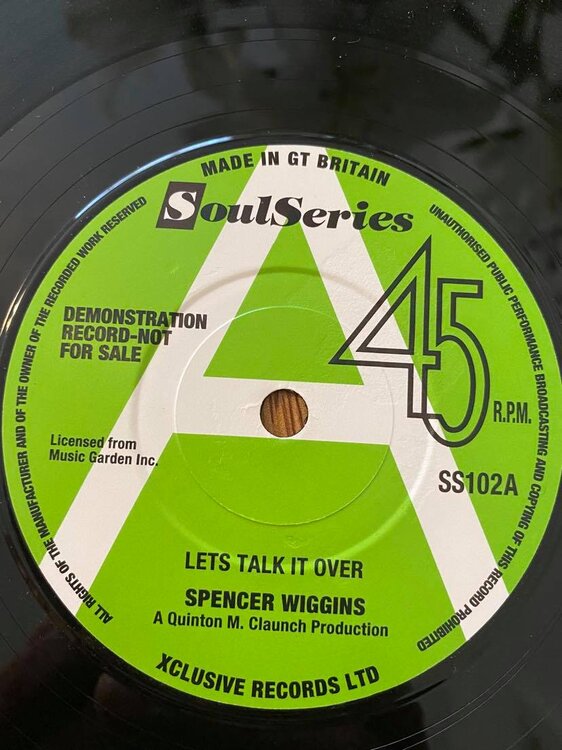 MADE IN GT BRITAIN
SoulSeries
ALL RIGHTS OF THE MANUFACTURER AND OF THE OWNER OF THE RECORDED WORK RESERVED
UNAUTHORISED PUBLIC PERFORMANCE BROADCASTING AND COPYING OF THIS RECORD PROHIBITED
A
DEMONSTRATION
RECORD-NOT
FOR SALE
45
R.P.M.
Licensed from
Music Garden Inc.
SS102A
LETS TALK IT OVER
SPENCER WIGGINS
A Quinton M. Claunch Production
XCLUSIVE RECORDS LTD